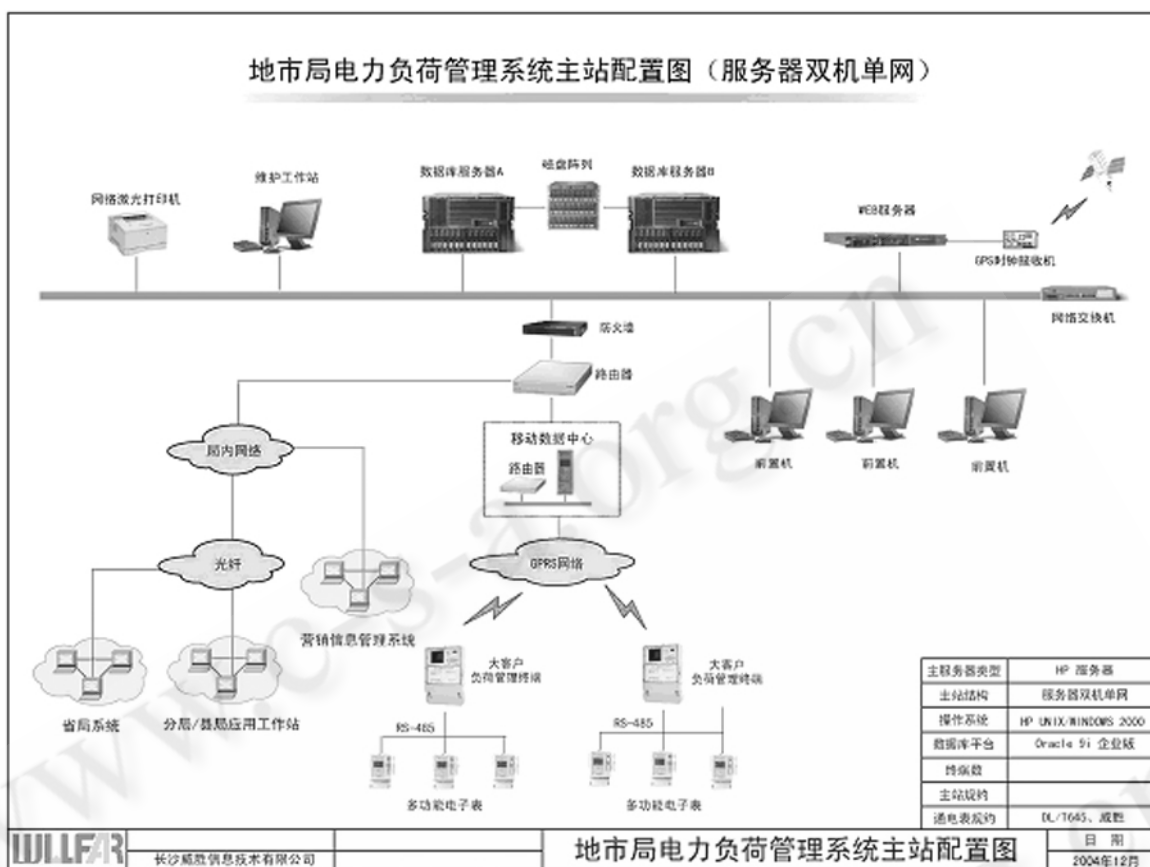 地市局电力负荷管理系统主站配置图（服务器双机单网）
网络激光打印机
维护工作站
数据库服务器A
磁盘阵列
数据库服务器B
WEB服务器
GPS时钟接收机
网络交换机
防火墙
路由器
移动数据中心
路由器
前置机
前置机
前置机
局内网络
光纤
GPRS网络
营销信息管理系统
省局系统
分局/县局应用工作站
大客户
负荷管理终端
大客户
负荷管理终端
RS-485
RS-485
多功能电子表
多功能电子表
主服务器类型 HP 服务器
主站结构 服务器双机单网
操作系统 HP UNIX/WINDOWS 2000
数据库平台 Oracle 9i 企业版
终端数
主站规约
通电表规约 DL/T645、威胜
WLLFAR
长沙威胜信息技术有限公司
地市局电力负荷管理系统主站配置图
日 期
2004年12月
www.c-s-a.org.cn